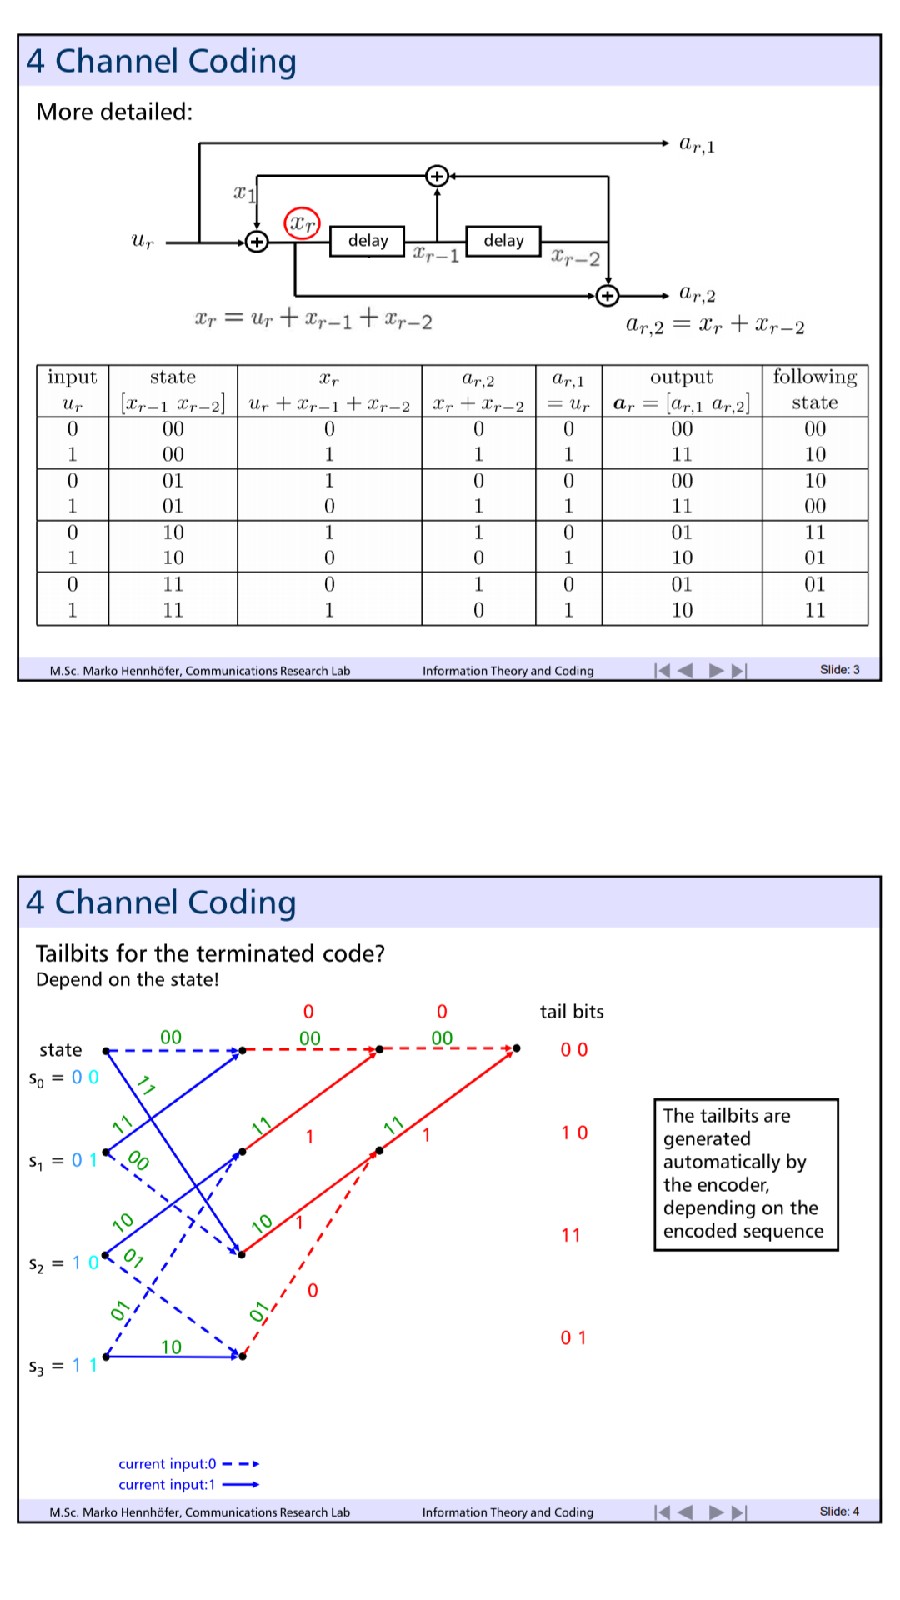 4 Channel Coding
More detailed:
a_{r,1}
x_1
x_r
u_r
delay
delay
x_{r−1}
x_{r−2}
a_{r,2}
x_r = u_r + x_{r−1} + x_{r−2}
a_{r,2} = x_r + x_{r−2}
input state x_r a_{r,2} a_{r,1} output following
u_r [x_{r−1} x_{r−2}] u_r + x_{r−1} + x_{r−2} x_r + x_{r−2} = u_r a_r = [a_{r,1} a_{r,2}] state
0 00 0 0 0 00 00
1 00 1 1 1 11 10
0 01 1 0 0 00 10
1 01 0 1 1 11 00
0 10 1 1 0 01 11
1 10 0 0 1 10 01
0 11 0 1 0 01 01
1 11 1 0 1 10 11
M.Sc. Marko Hennhöfer, Communications Research Lab Information Theory and Coding Slide: 3
4 Channel Coding
Tailbits for the terminated code?
Depend on the state!
0 0 tail bits
00 00 00
state 0 0
s_0 = 0 0
11
11 11 11
1 1 1 0
s_1 = 0 1 00
10 10 1 11
s_2 = 1 0 01
0
01 01
0 1
10
s_3 = 1 1
The tailbits are
generated
automatically by
the encoder,
depending on the
encoded sequence
current input:0
current input:1
M.Sc. Marko Hennhöfer, Communications Research Lab Information Theory and Coding Slide: 4